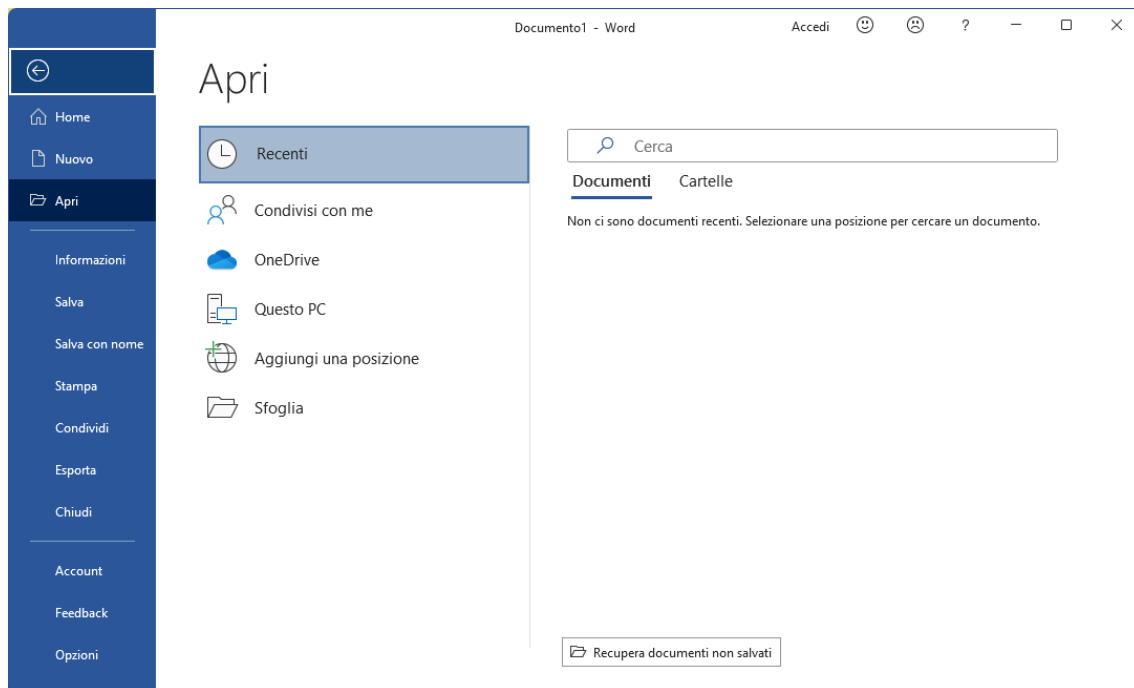 Documento1 - Word
Accedi
?
Apri
Home
Nuovo
Apri
Informazioni
Salva
Salva con nome
Stampa
Condividi
Esporta
Chiudi
Account
Feedback
Opzioni
Recenti
Condivisi con me
OneDrive
Questo PC
Aggiungi una posizione
Sfoglia
Cerca
Documenti Cartelle
Non ci sono documenti recenti. Selezionare una posizione per cercare un documento.
Recupera documenti non salvati